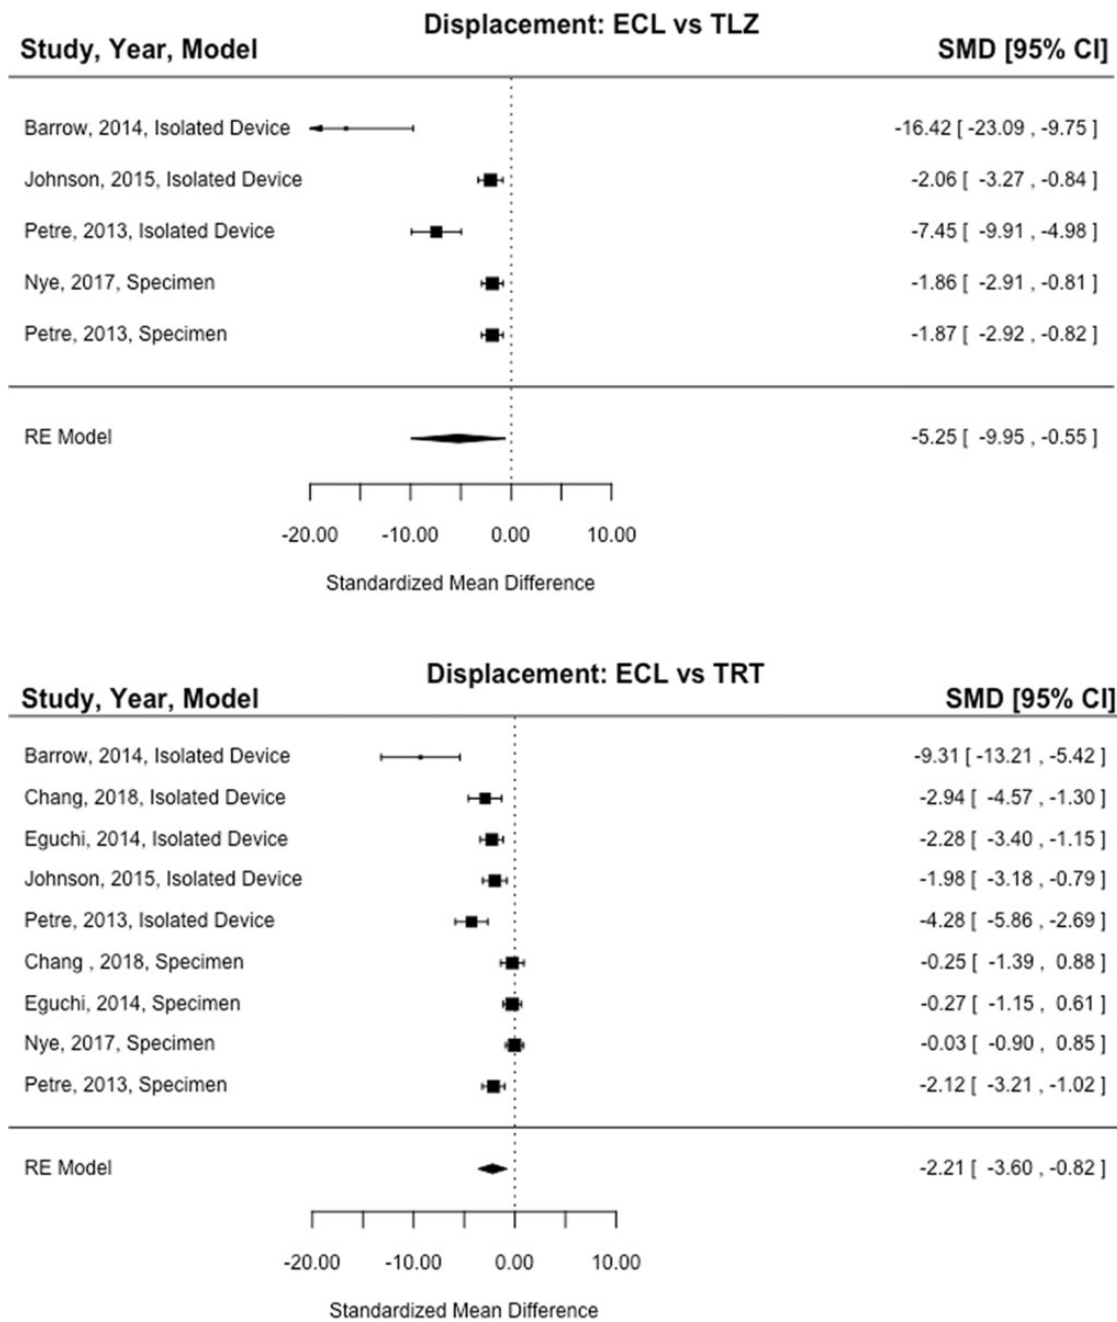 Displacement: ECL vs TLZ
Study, Year, Model SMD [95% CI]
Barrow, 2014, Isolated Device -16.42 [ -23.09 , -9.75 ]
Johnson, 2015, Isolated Device -2.06 [ -3.27 , -0.84 ]
Petre, 2013, Isolated Device -7.45 [ -9.91 , -4.98 ]
Nye, 2017, Specimen -1.86 [ -2.91 , -0.81 ]
Petre, 2013, Specimen -1.87 [ -2.92 , -0.82 ]
RE Model -5.25 [ -9.95 , -0.55 ]
-20.00 -10.00 0.00 10.00
Standardized Mean Difference
Displacement: ECL vs TRT
Study, Year, Model SMD [95% CI]
Barrow, 2014, Isolated Device -9.31 [ -13.21 , -5.42 ]
Chang, 2018, Isolated Device -2.94 [ -4.57 , -1.30 ]
Eguchi, 2014, Isolated Device -2.28 [ -3.40 , -1.15 ]
Johnson, 2015, Isolated Device -1.98 [ -3.18 , -0.79 ]
Petre, 2013, Isolated Device -4.28 [ -5.86 , -2.69 ]
Chang , 2018, Specimen -0.25 [ -1.39 , 0.88 ]
Eguchi, 2014, Specimen -0.27 [ -1.15 , 0.61 ]
Nye, 2017, Specimen -0.03 [ -0.90 , 0.85 ]
Petre, 2013, Specimen -2.12 [ -3.21 , -1.02 ]
RE Model -2.21 [ -3.60 , -0.82 ]
-20.00 -10.00 0.00 10.00
Standardized Mean Difference